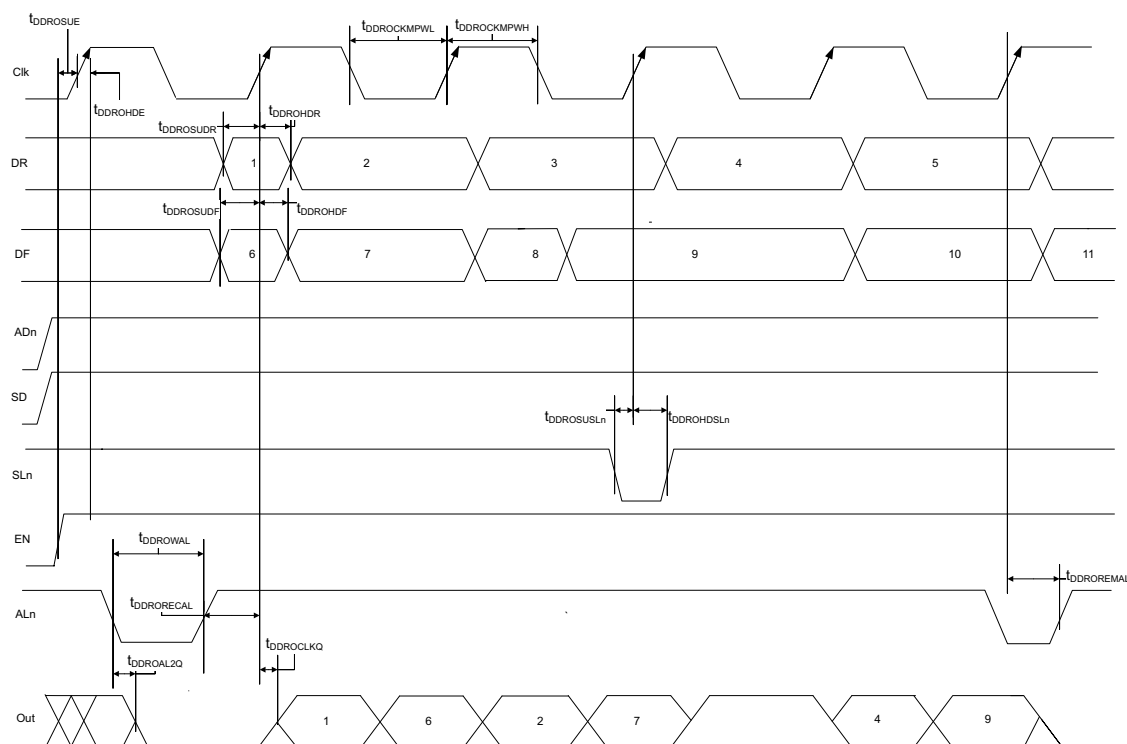 tDDROSUE
tDDROCKMPWL
tDDROCKMPWH
Clk
tDDROHDE
tDDROSUDR
tDDROHDR
DR
1
2
3
4
5
tDDROSUDF
tDDROHDF
DF
6
7
8
9
10
11
ADn
SD
tDDROSUSLn
tDDROHDSLn
SLn
EN
tDDROWAL
tDDROREMAL
tDDRORECAL
ALn
tDDROCLKQ
tDDROAL2Q
Out
1
6
2
7
4
9